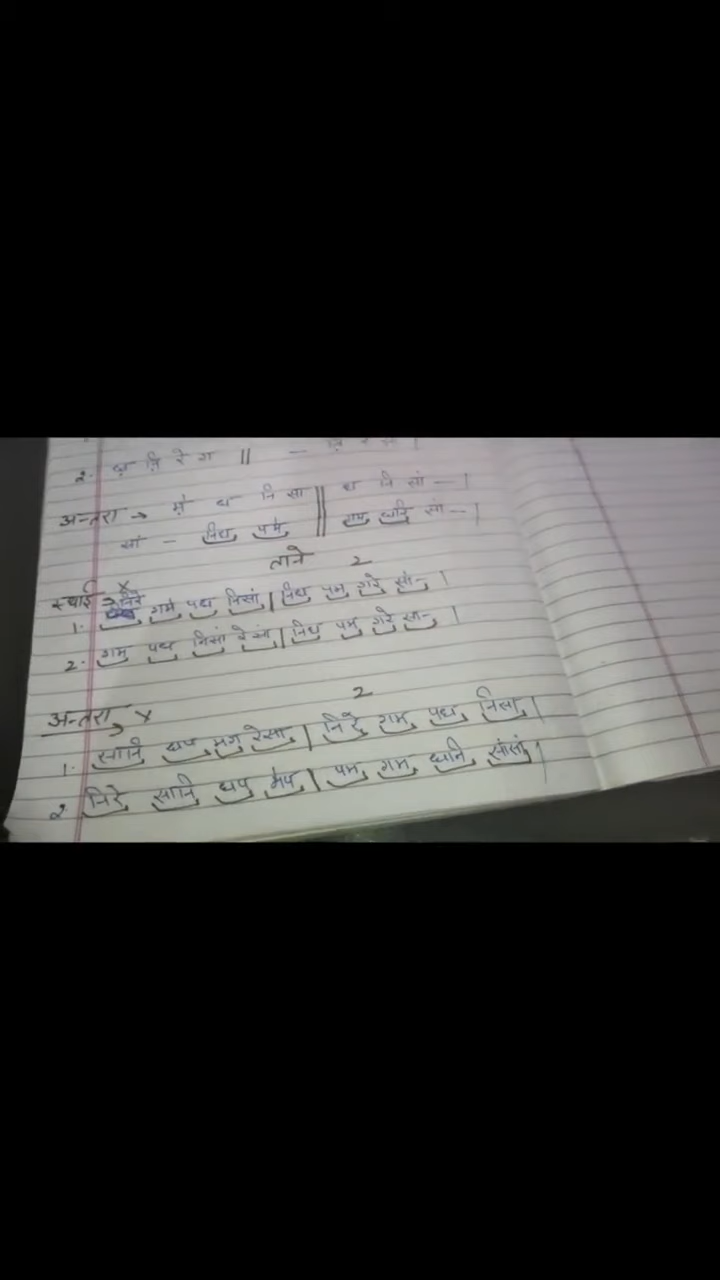 2. ध़ ऩि रे ग || –
अन्तरा → मे॑ ध नि सा || ध नि सां – |
सां – निध पमे॑ || गम धनि सां – |
ताने
x 2
स्थाई →
1. निरे गमे॑ पध निसां | निध पम गरे सां- |
2. गम पध निसां रेसां | निध पम गरे सा- |
अन्तरा → x 2
1. सानि धप मग रेसा | निरे गम पध निसा |
2. निरे सानि धप मेप | पम गम धनि सांसां |